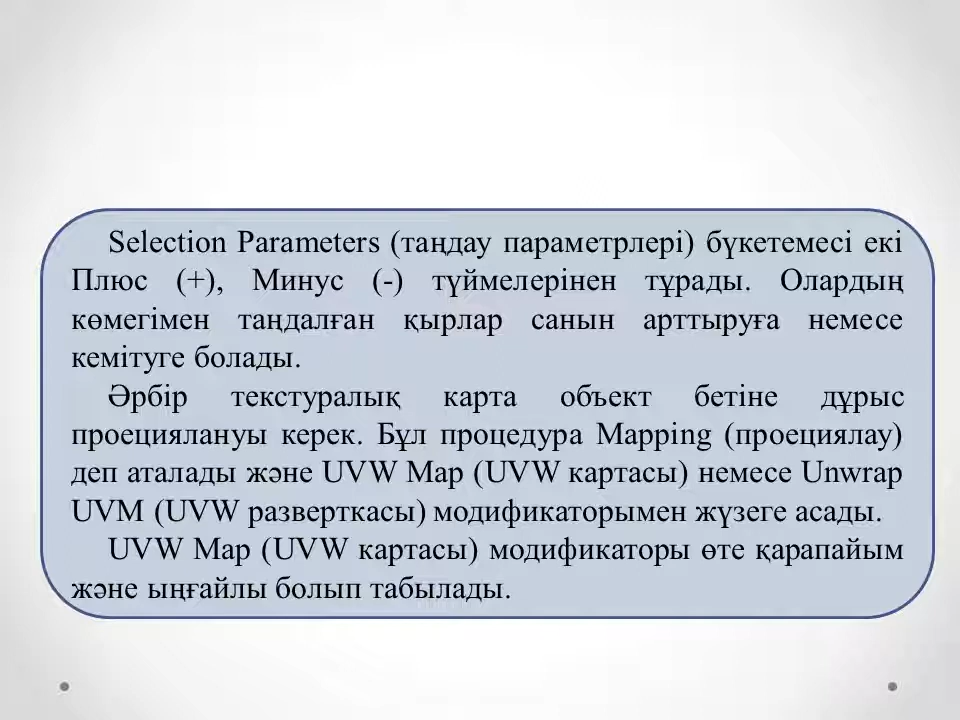 Selection Parameters (таңдау параметрлері) бүкетемесі екі
Плюс (+), Минус (-) түймелерінен тұрады. Олардың
көмегімен таңдалған қырлар санын арттыруға немесе
кемітуге болады.
Әрбір текстуралық карта объект бетіне дұрыс
проециялануы керек. Бұл процедура Mapping (проециялау)
деп аталады және UVW Map (UVW картасы) немесе Unwrap
UVM (UVW разверткасы) модификаторымен жүзеге асады.
UVW Map (UVW картасы) модификаторы өте қарапайым
және ыңғайлы болып табылады.